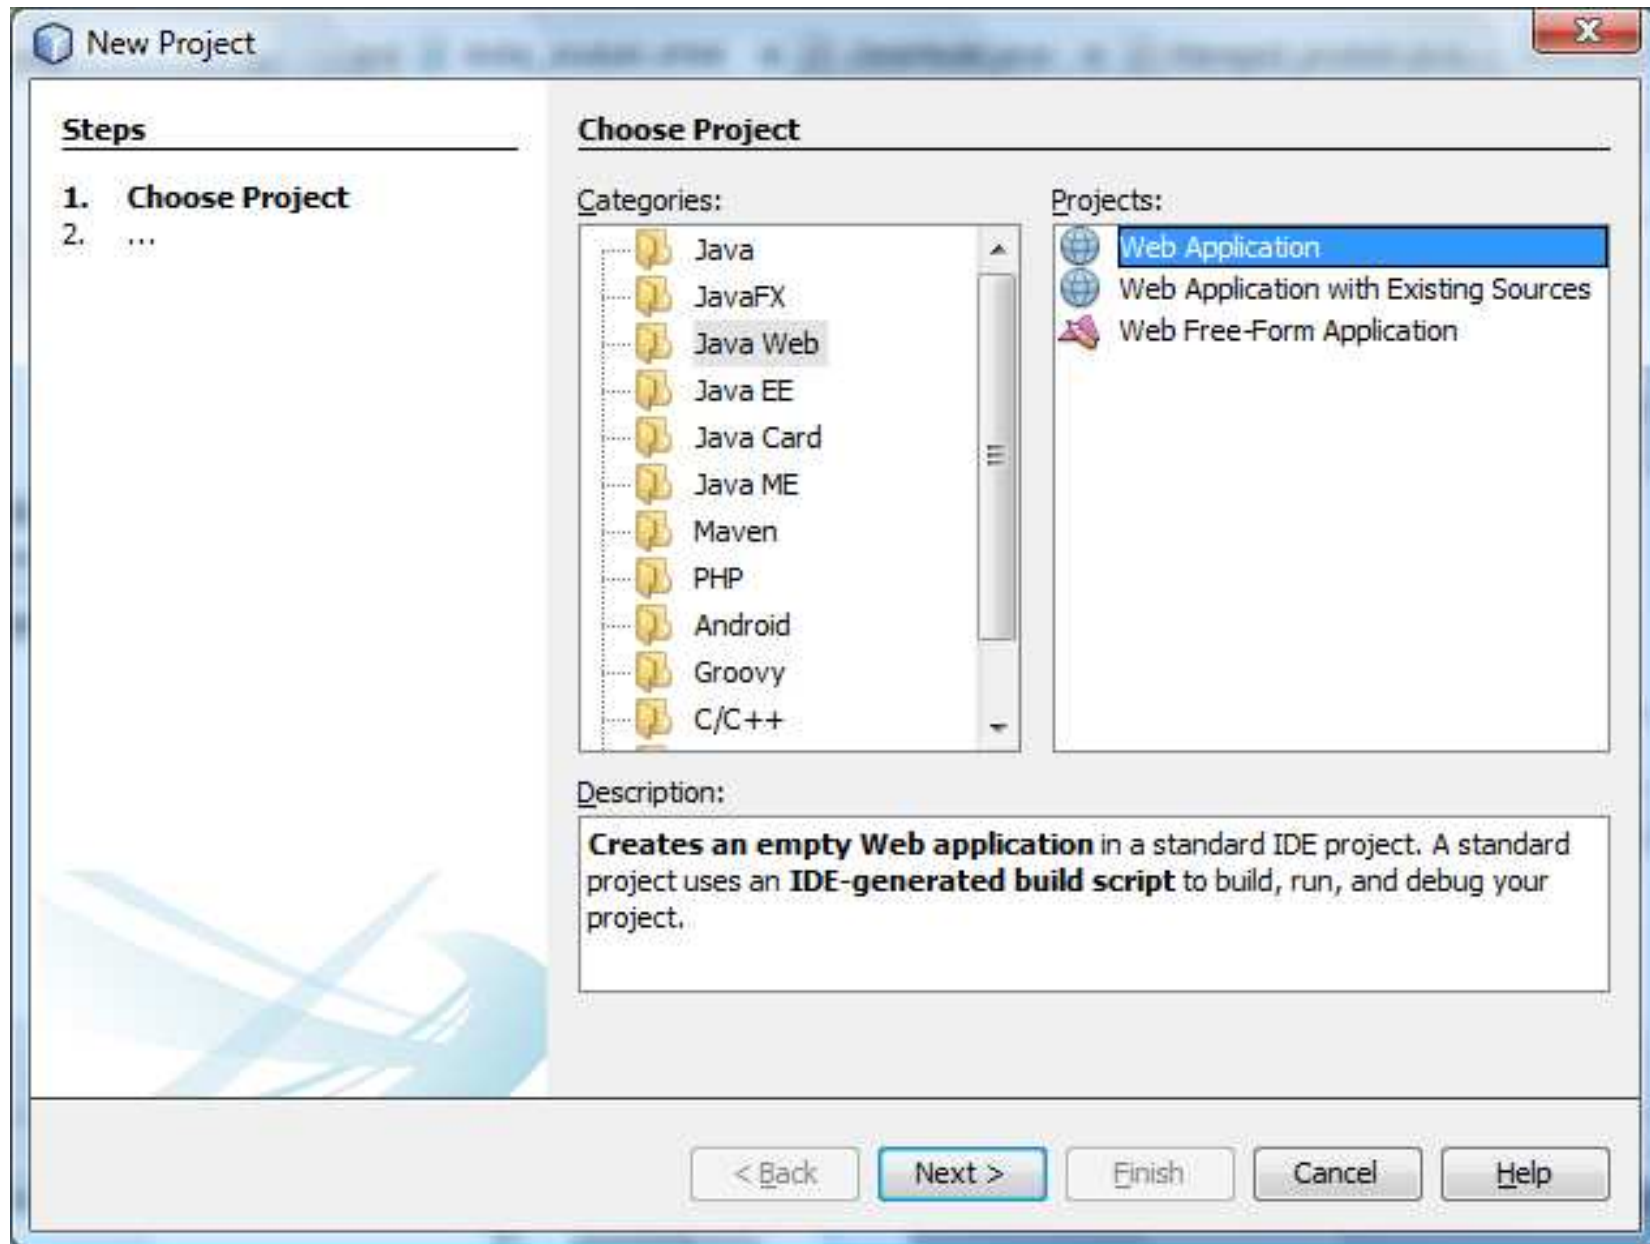 New Project
Steps
1. Choose Project
2. ...
Choose Project
Categories:
Java
JavaFX
Java Web
Java EE
Java Card
Java ME
Maven
PHP
Android
Groovy
C/C++
Projects:
Web Application
Web Application with Existing Sources
Web Free-Form Application
Description:
Creates an empty Web application in a standard IDE project. A standard
project uses an IDE-generated build script to build, run, and debug your
project.
< Back
Next >
Finish
Cancel
Help